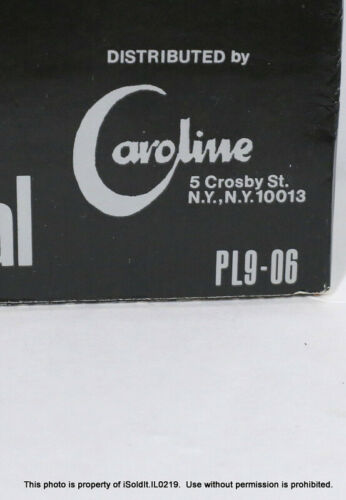 DISTRIBUTED by
Caroline
5 Crosby St.
N.Y., N.Y. 10013
al
PL9-06
This photo is property of iSoldIt.IL0219. Use without permission is prohibited.